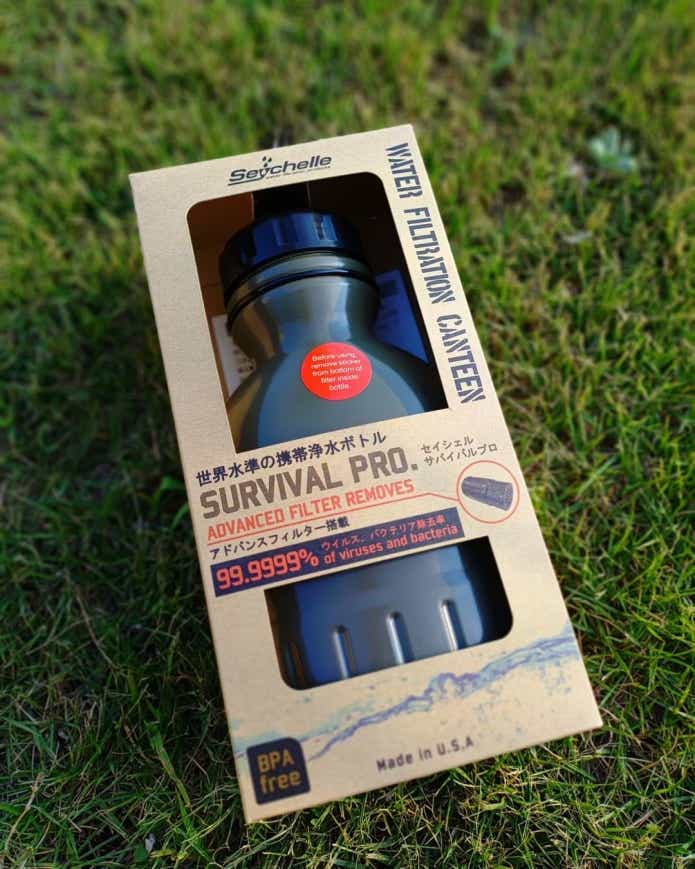 Seychelle
WATER FILTRATION CANTEEN
Before using,
remove sticker
from bottom of
filter inside
bottle
世界水準の携帯浄水ボトル
SURVIVAL PRO.
セイシェル
サバイバルプロ
ADVANCED FILTER REMOVES
アドバンスフィルター搭載
99.9999%
ウイルス、バクテリア除去率
of viruses and bacteria
BPA
free
Made in U.S.A